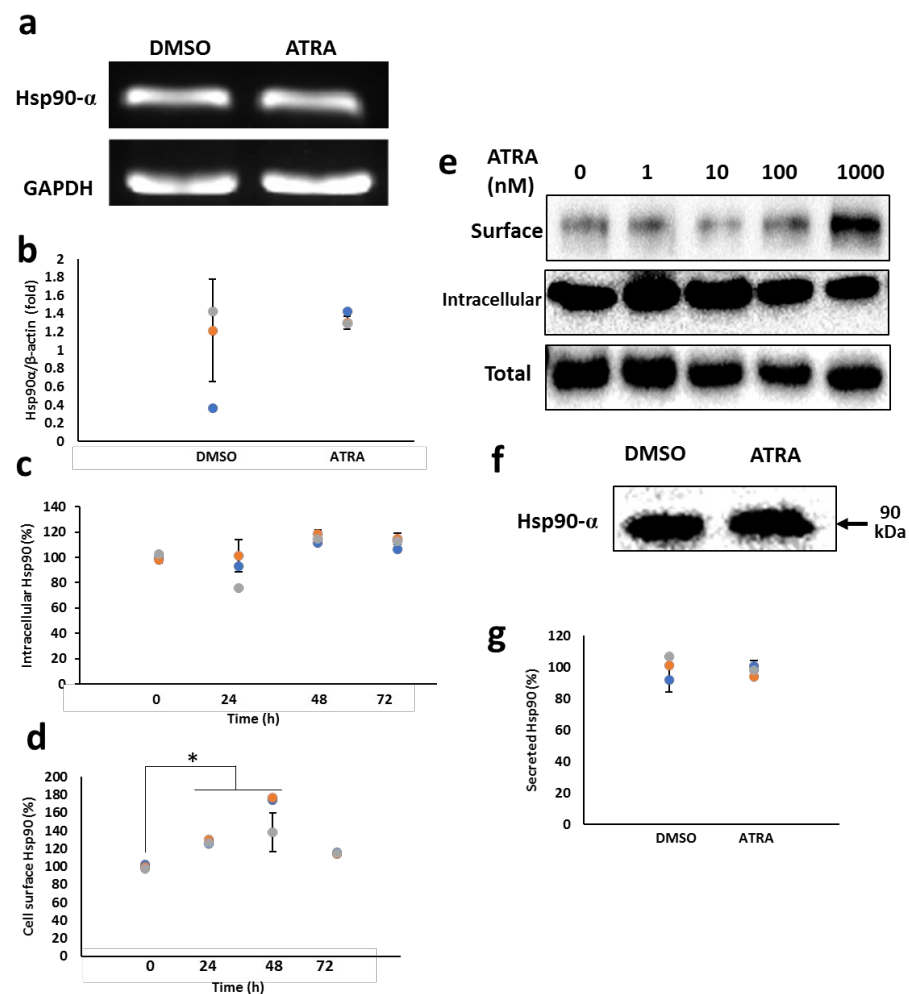 a
DMSO ATRA
Hsp90-α
GAPDH
b
Hsp90α/β-actin (fold)
2
1.8
1.6
1.4
1.2
1
0.8
0.6
0.4
0.2
0
DMSO ATRA
c
Intracellular Hsp90 (%)
140
120
100
80
60
40
20
0
0 24 48 72
Time (h)
d
*
Cell surface Hsp90 (%)
200
180
160
140
120
100
80
60
40
20
0
0 24 48 72
Time (h)
e
ATRA
(nM) 0 1 10 100 1000
Surface
Intracellular
Total
f
DMSO ATRA
Hsp90-α
90
kDa
g
Secreted Hsp90 (%)
120
100
80
60
40
20
0
DMSO ATRA